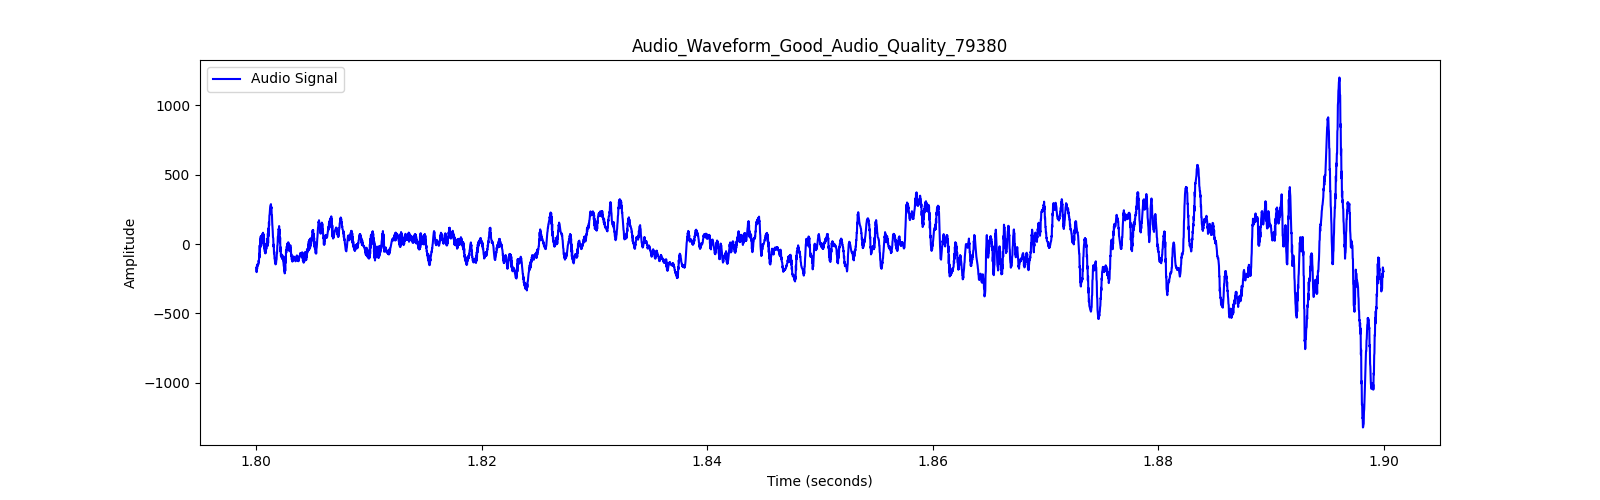 Audio_Waveform_Good_Audio_Quality_79380
Audio Signal
Amplitude
1000
500
0
−500
−1000
1.80 1.82 1.84 1.86 1.88 1.90
Time (seconds)